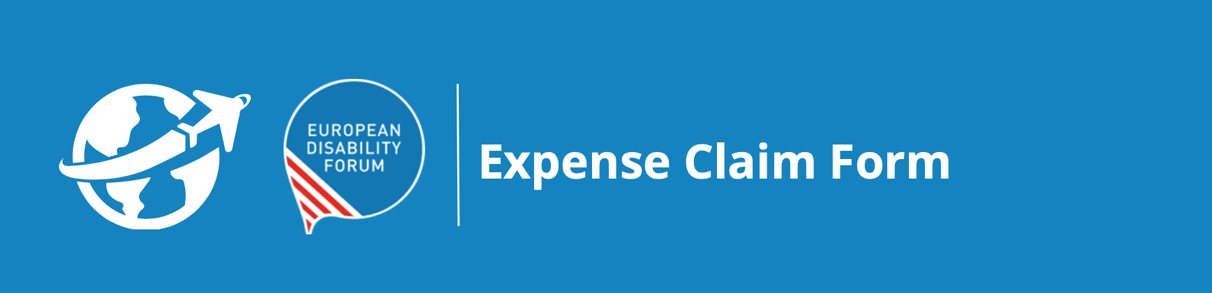 EUROPEAN
DISABILITY
FORUM
Expense Claim Form